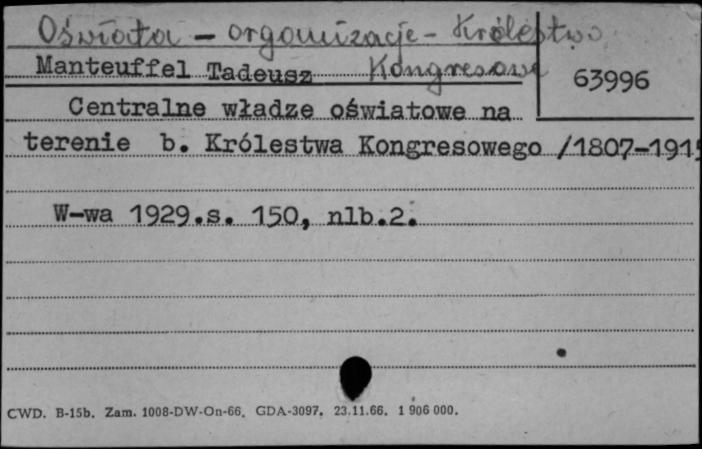 Oświata - organizacje - Królestwo
Manteuffel Tadeusz Kongresowe
63996
Centralne władze oświatowe na
terenie b. Królestwa Kongresowego /1807-1915
W-wa 1929.s. 150, nlb.2.
CWD. B-15b. Zam. 1008-DW-On-66. GDA-3097. 23.11.66. 1 906 000.